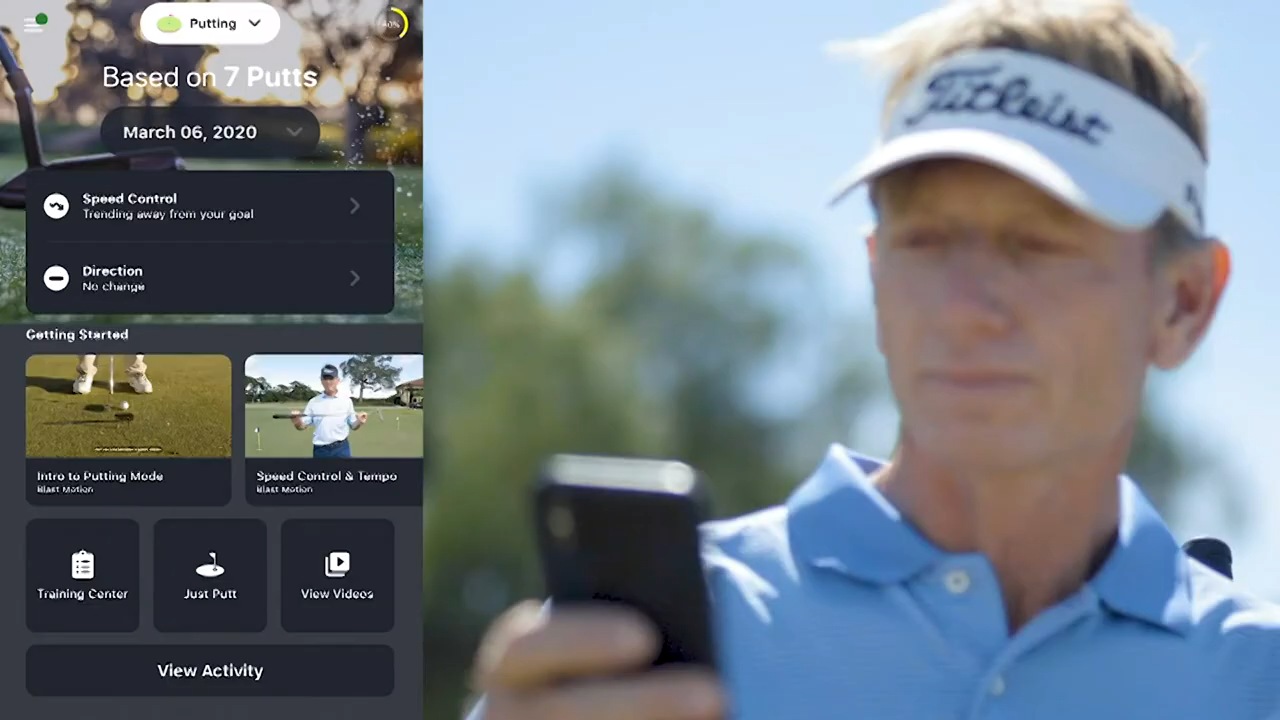 Putting
40%
Based on 7 Putts
March 06, 2020
Speed Control
Trending away from your goal
Direction
No change
Getting Started
Intro to Putting Mode
Blast Motion
Speed Control & Tempo
Blast Motion
Training Center
Just Putt
View Videos
View Activity
Titleist